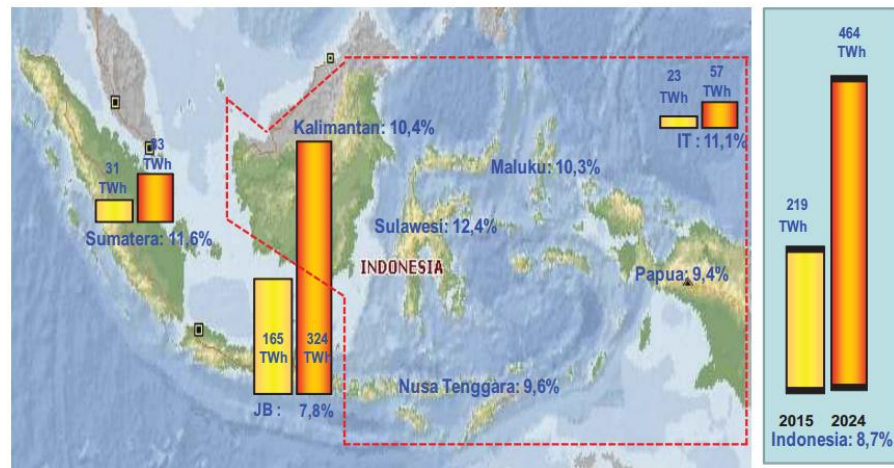 464
TWh
23
TWh
57
TWh
IT : 11,1%
Kalimantan: 10,4%
31
TWh
83
TWh
Maluku: 10,3%
Sumatera: 11,6%
Sulawesi: 12,4%
219
TWh
INDONESIA
Papua: 9,4%
165
TWh
324
TWh
Nusa Tenggara: 9,6%
JB : 7,8%
2015 2024
Indonesia: 8,7%